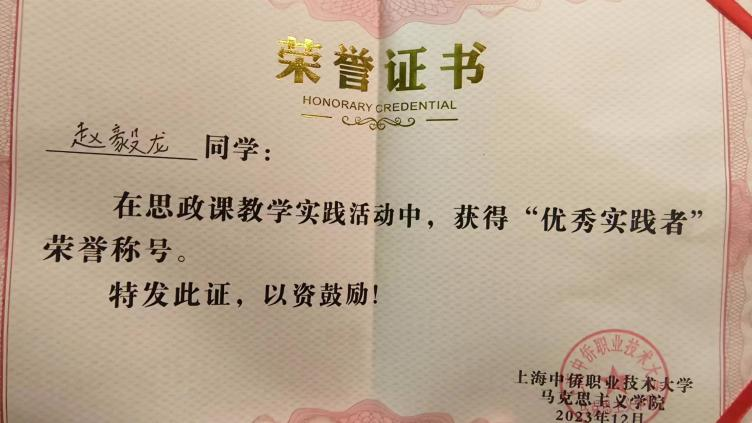 荣誉证书
HONORARY CREDENTIAL
赵毅龙 同学：
在思政课教学实践活动中，获得“优秀实践者”
荣誉称号。
特发此证，以资鼓励！
上海中侨职业技术大学
马克思主义学院
2023年12月